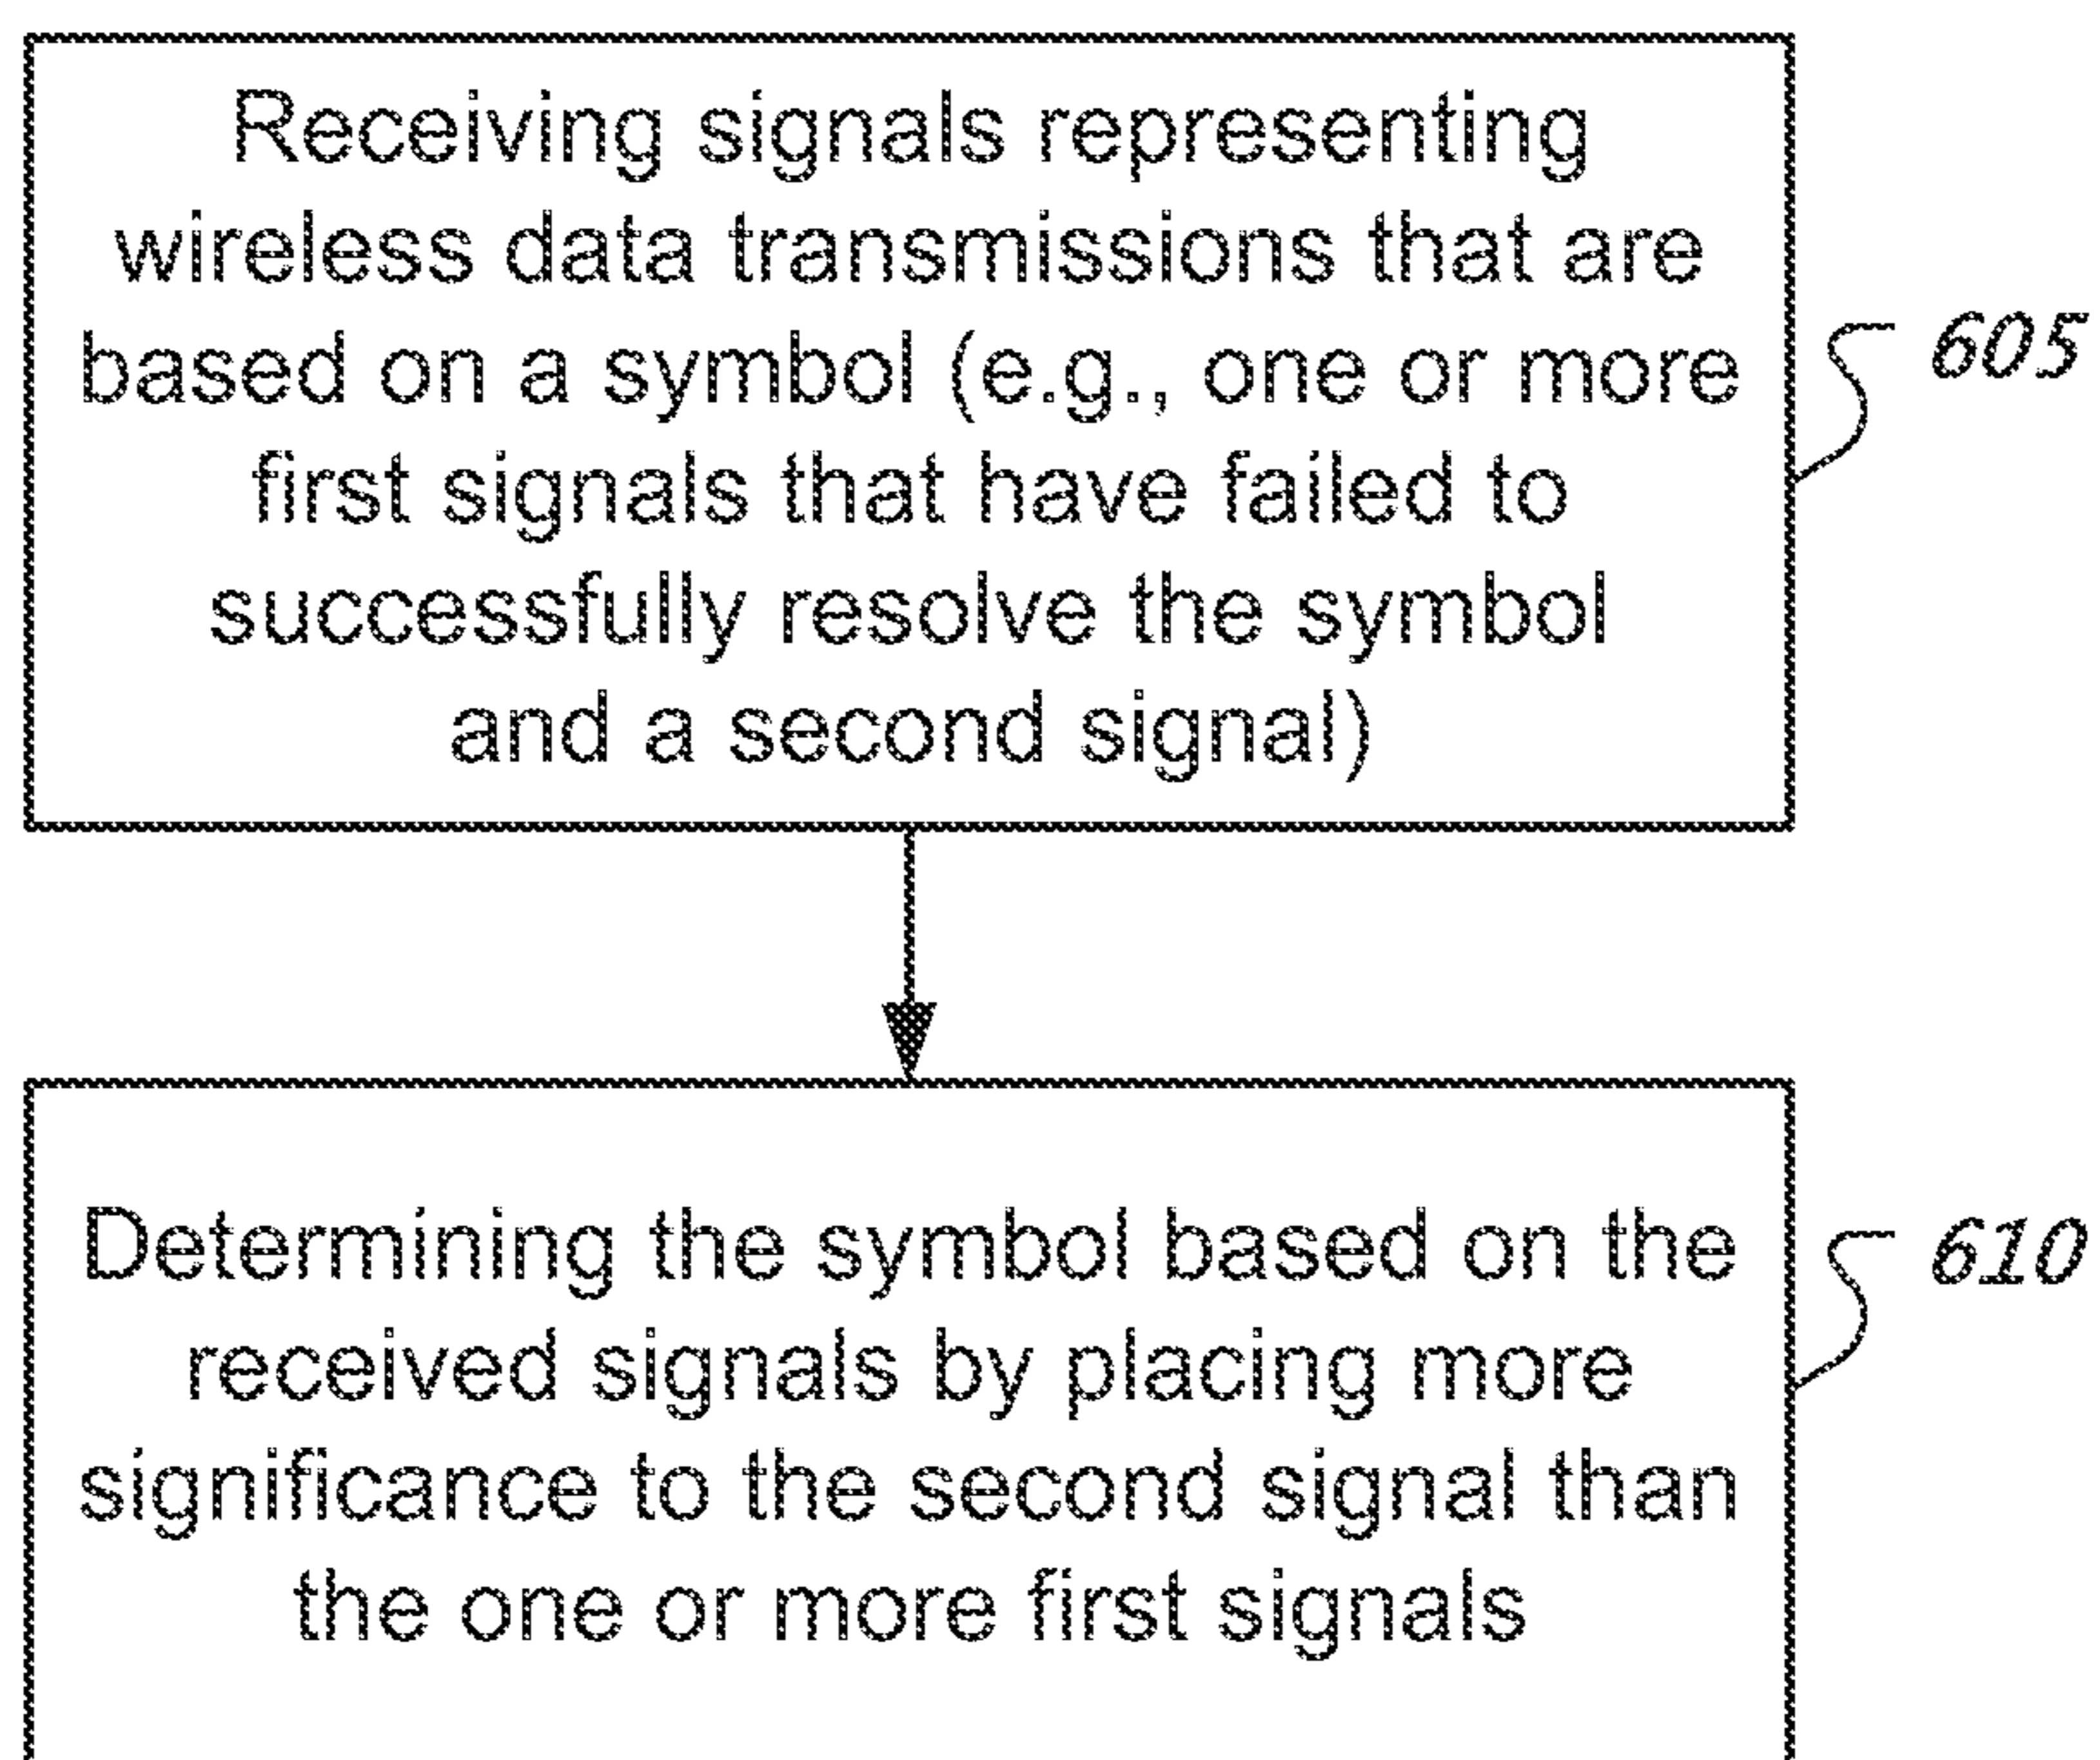 Receiving signals representing
wireless data transmissions that are
based on a symbol (e.g., one or more
first signals that have failed to
successfully resolve the symbol
and a second signal)
605
Determining the symbol based on the
received signals by placing more
significance to the second signal than
the one or more first signals
610